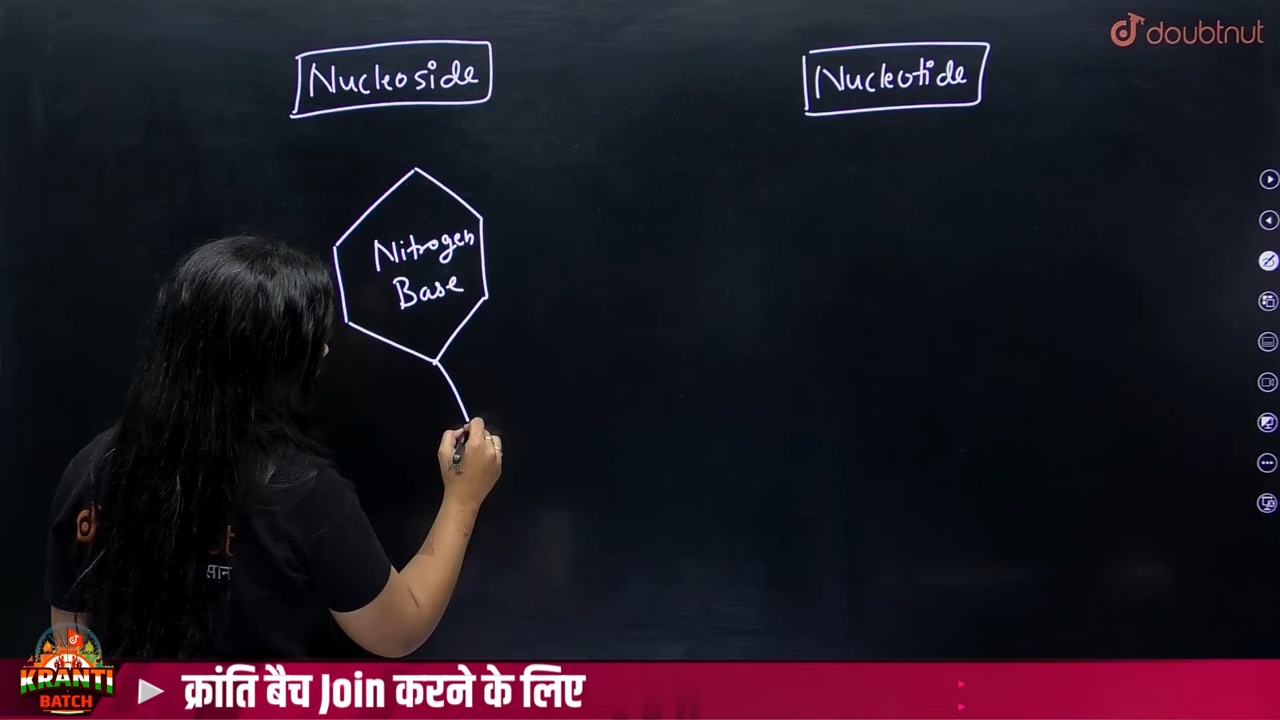 doubtnut
Nucleoside
Nucleotide
Nitrogen
Base
सान
KRANTI
BATCH
क्रांति बैच Join करने के लिए